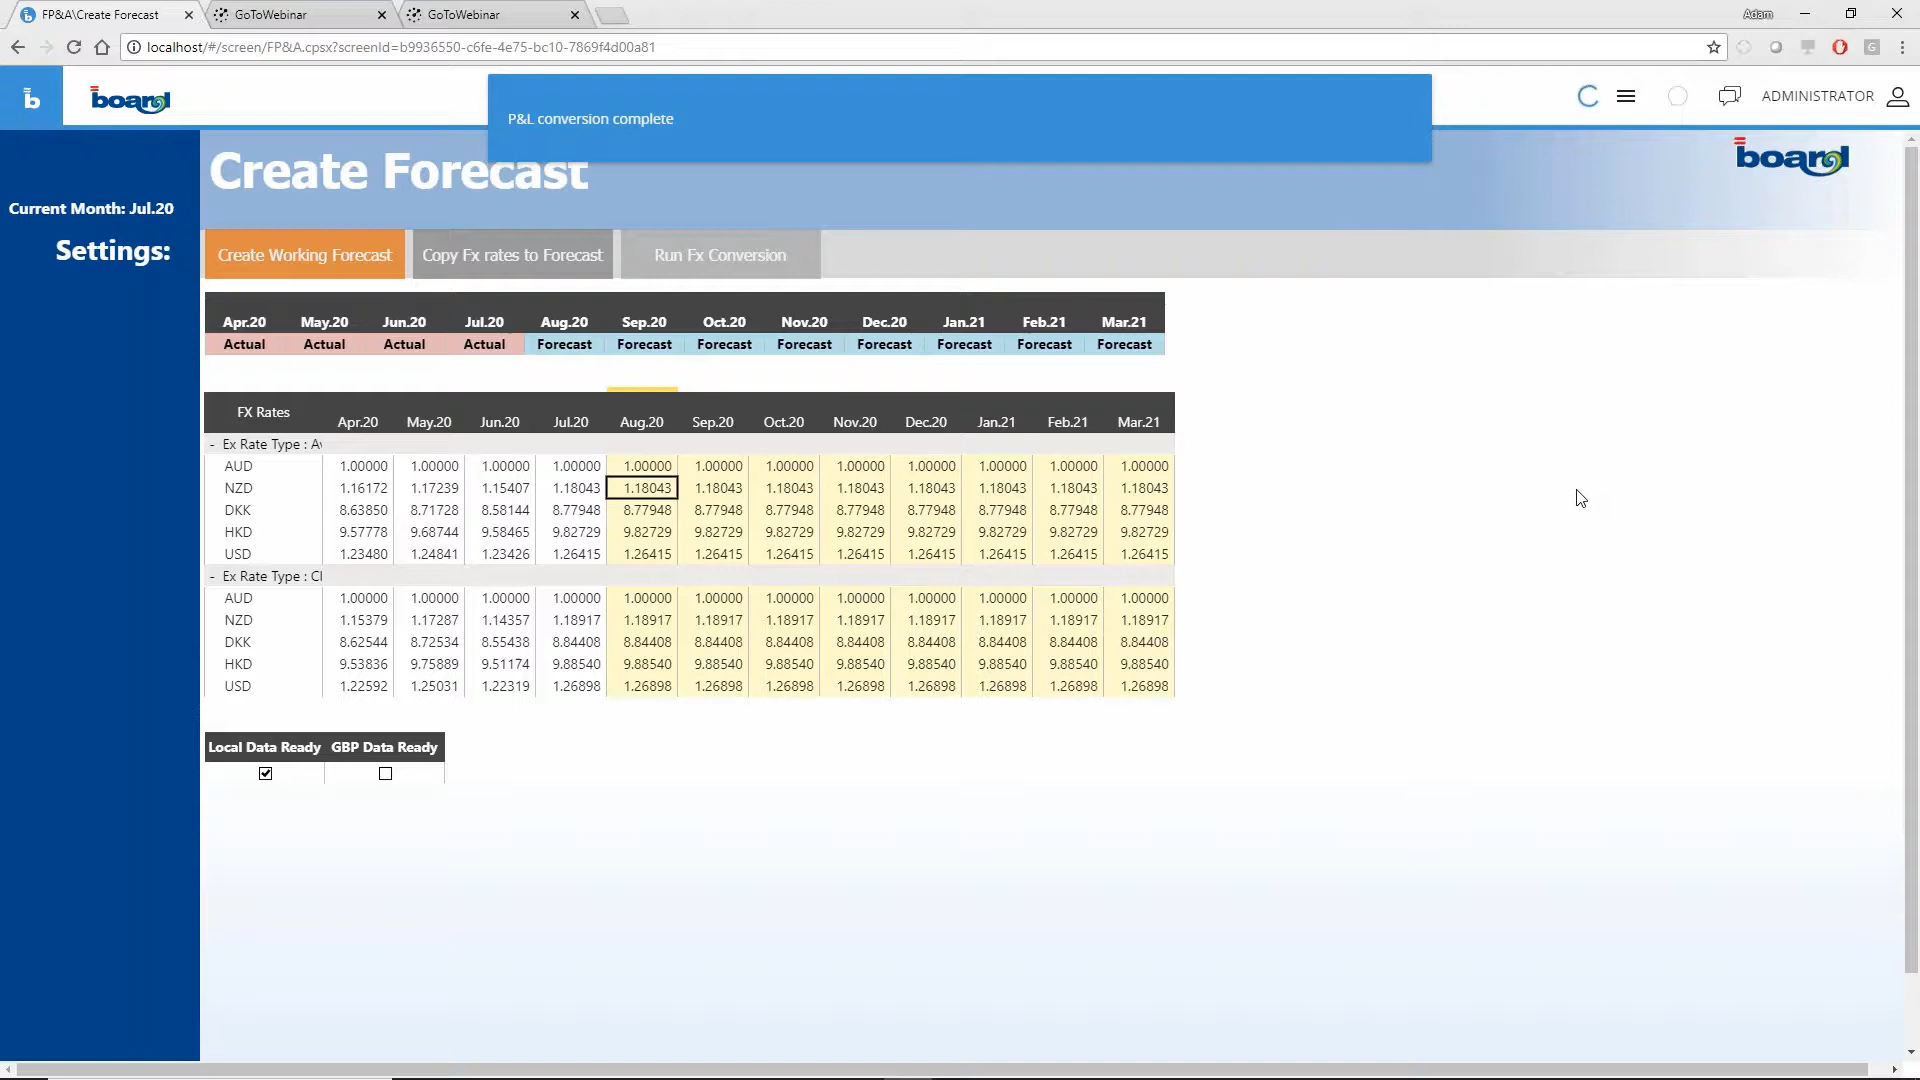 FP&A\Create Forecast
GoToWebinar
GoToWebinar
Adam
localhost/#/screen/FP&A.cpsx?screenId=b9936550-c6fe-4e75-bc10-7869f4d00a81
b
board
P&L conversion complete
ADMINISTRATOR
Create Forecast
board
Current Month: Jul.20
Settings:
Create Working Forecast
Copy Fx rates to Forecast
Run Fx Conversion
Apr.20 May.20 Jun.20 Jul.20 Aug.20 Sep.20 Oct.20 Nov.20 Dec.20 Jan.21 Feb.21 Mar.21
Actual Actual Actual Actual Forecast Forecast Forecast Forecast Forecast Forecast Forecast Forecast
FX Rates Apr.20 May.20 Jun.20 Jul.20 Aug.20 Sep.20 Oct.20 Nov.20 Dec.20 Jan.21 Feb.21 Mar.21
- Ex Rate Type : A
AUD 1.00000 1.00000 1.00000 1.00000 1.00000 1.00000 1.00000 1.00000 1.00000 1.00000 1.00000 1.00000
NZD 1.16172 1.17239 1.15407 1.18043 1.18043 1.18043 1.18043 1.18043 1.18043 1.18043 1.18043 1.18043
DKK 8.63850 8.71728 8.58144 8.77948 8.77948 8.77948 8.77948 8.77948 8.77948 8.77948 8.77948 8.77948
HKD 9.57778 9.68744 9.58465 9.82729 9.82729 9.82729 9.82729 9.82729 9.82729 9.82729 9.82729 9.82729
USD 1.23480 1.24841 1.23426 1.26415 1.26415 1.26415 1.26415 1.26415 1.26415 1.26415 1.26415 1.26415
- Ex Rate Type : Cl
AUD 1.00000 1.00000 1.00000 1.00000 1.00000 1.00000 1.00000 1.00000 1.00000 1.00000 1.00000 1.00000
NZD 1.15379 1.17287 1.14357 1.18917 1.18917 1.18917 1.18917 1.18917 1.18917 1.18917 1.18917 1.18917
DKK 8.62544 8.72534 8.55438 8.84408 8.84408 8.84408 8.84408 8.84408 8.84408 8.84408 8.84408 8.84408
HKD 9.53836 9.75889 9.51174 9.88540 9.88540 9.88540 9.88540 9.88540 9.88540 9.88540 9.88540 9.88540
USD 1.22592 1.25031 1.22319 1.26898 1.26898 1.26898 1.26898 1.26898 1.26898 1.26898 1.26898 1.26898
Local Data Ready GBP Data Ready